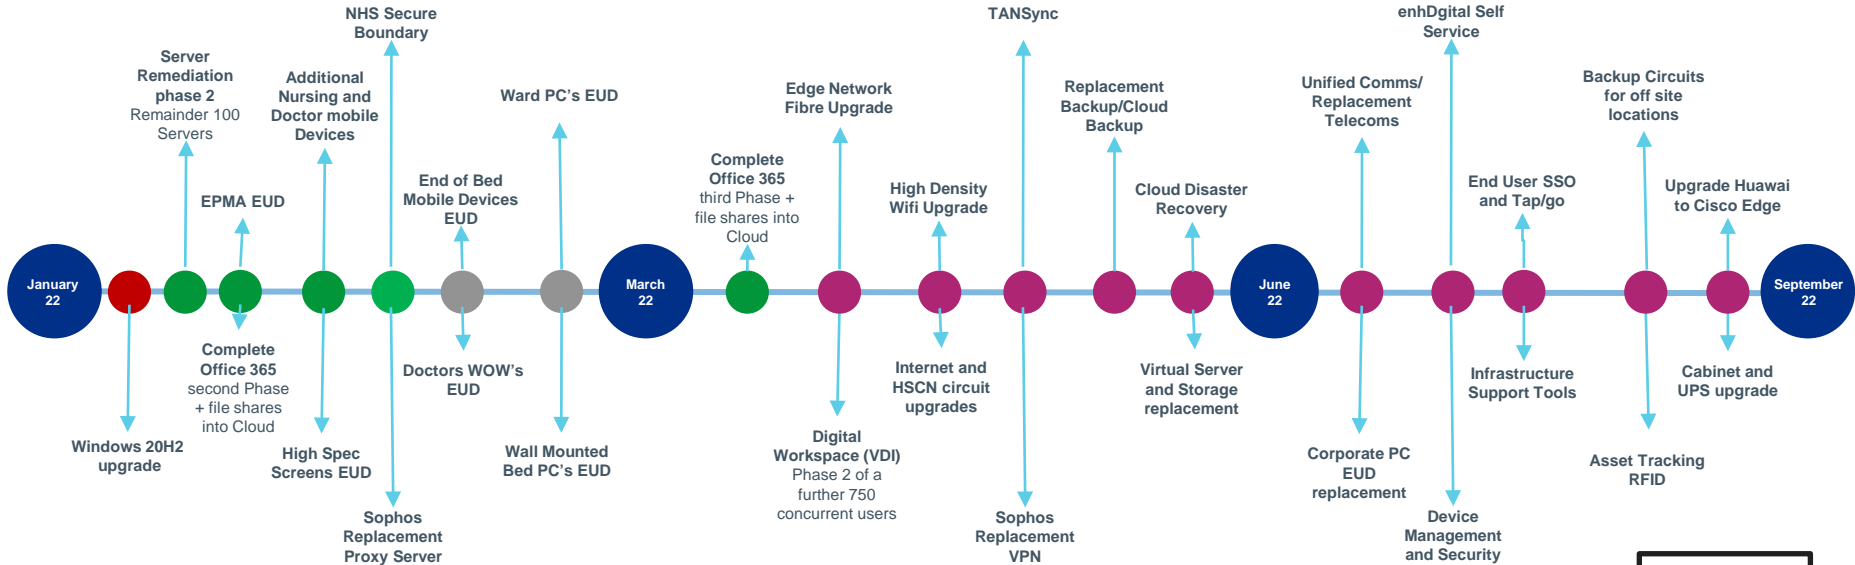 NHS Secure
Boundary
TANSync
enhDgital Self
Service
Server
Remediation
phase 2
Remainder 100
Servers
Additional
Nursing and
Doctor mobile
Devices
Ward PC's EUD
Edge Network
Fibre Upgrade
Replacement
Backup/Cloud
Backup
Unified Comms/
Replacement
Telecoms
Backup Circuits
for off site
locations
EPMA EUD
End of Bed
Mobile Devices
EUD
Complete
Office 365
third Phase +
file shares into
Cloud
High Density
Wifi Upgrade
Cloud Disaster
Recovery
End User SSO
and Tap/go
Upgrade Huawai
to Cisco Edge
January
22
March
22
June
22
September
22
Windows 20H2
upgrade
Complete
Office 365
second Phase
+ file shares
into Cloud
High Spec
Screens EUD
Sophos
Replacement
Proxy Server
Doctors WOW's
EUD
Wall Mounted
Bed PC's EUD
Digital
Workspace (VDI)
Phase 2 of a
further 750
concurrent users
Internet and
HSCN circuit
upgrades
Sophos
Replacement
VPN
Virtual Server
and Storage
replacement
Corporate PC
EUD
replacement
Device
Management
and Security
Infrastructure
Support Tools
Asset Tracking
RFID
Cabinet and
UPS upgrade